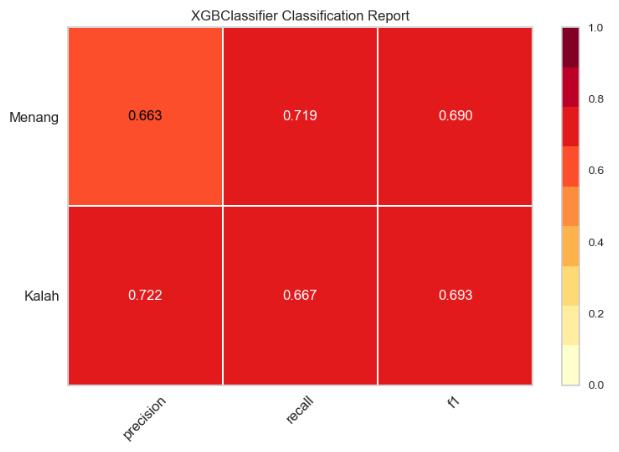 XGBClassifier Classification Report
Menang
0.663
0.719
0.690
Kalah
0.722
0.667
0.693
precision
recall
f1
1.0
0.8
0.6
0.4
0.2
0.0